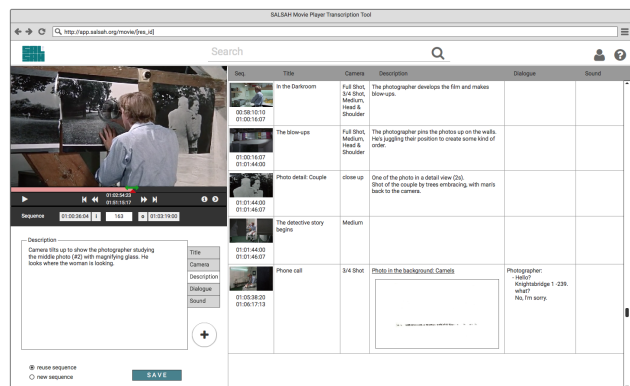 SALSAH Movie Player Transcription Tool
http://app.salsah.org/movie/[res_id]
Search
Seq.
Title
Camera
Description
Dialogue
Sound
00:58:10:10
01:00:16:07
In the Darkroom
Full Shot,
3/4 Shot,
Medium,
Head &
Shoulder
The photographer develops the film and makes
blow-ups.
01:00:16:07
01:01:44:00
The blow-ups
Full Shot,
Medium,
Head &
Shoulder
The photographer pins the photos up on the walls.
He's juggling their position to create some kind of
order.
01:01:44:00
01:01:46:07
Photo detail: Couple
close up
One of the photo in a detail view (2s).
Shot of the couple by trees embracing, with man's
back to the camera.
01:01:44:00
01:01:46:07
The detective story
begins
Medium
01:05:38:20
01:06:17:13
Phone call
3/4 Shot
Photo in the background: Camels
Photographer:
- Hello?
Knightsbridge 1 -239.
what?
No, I'm sorry.
01:02:54:23
01:15:15:17
Sequence
01:00:36:04
i
163
o
01:03:19:00
Description
Camera tilts up to show the photographer studying
the middle photo (#2) with magnifying glass. He
looks where the woman is looking.
Title
Camera
Description
Dialogue
Sound
+
reuse sequence
new sequence
SAVE